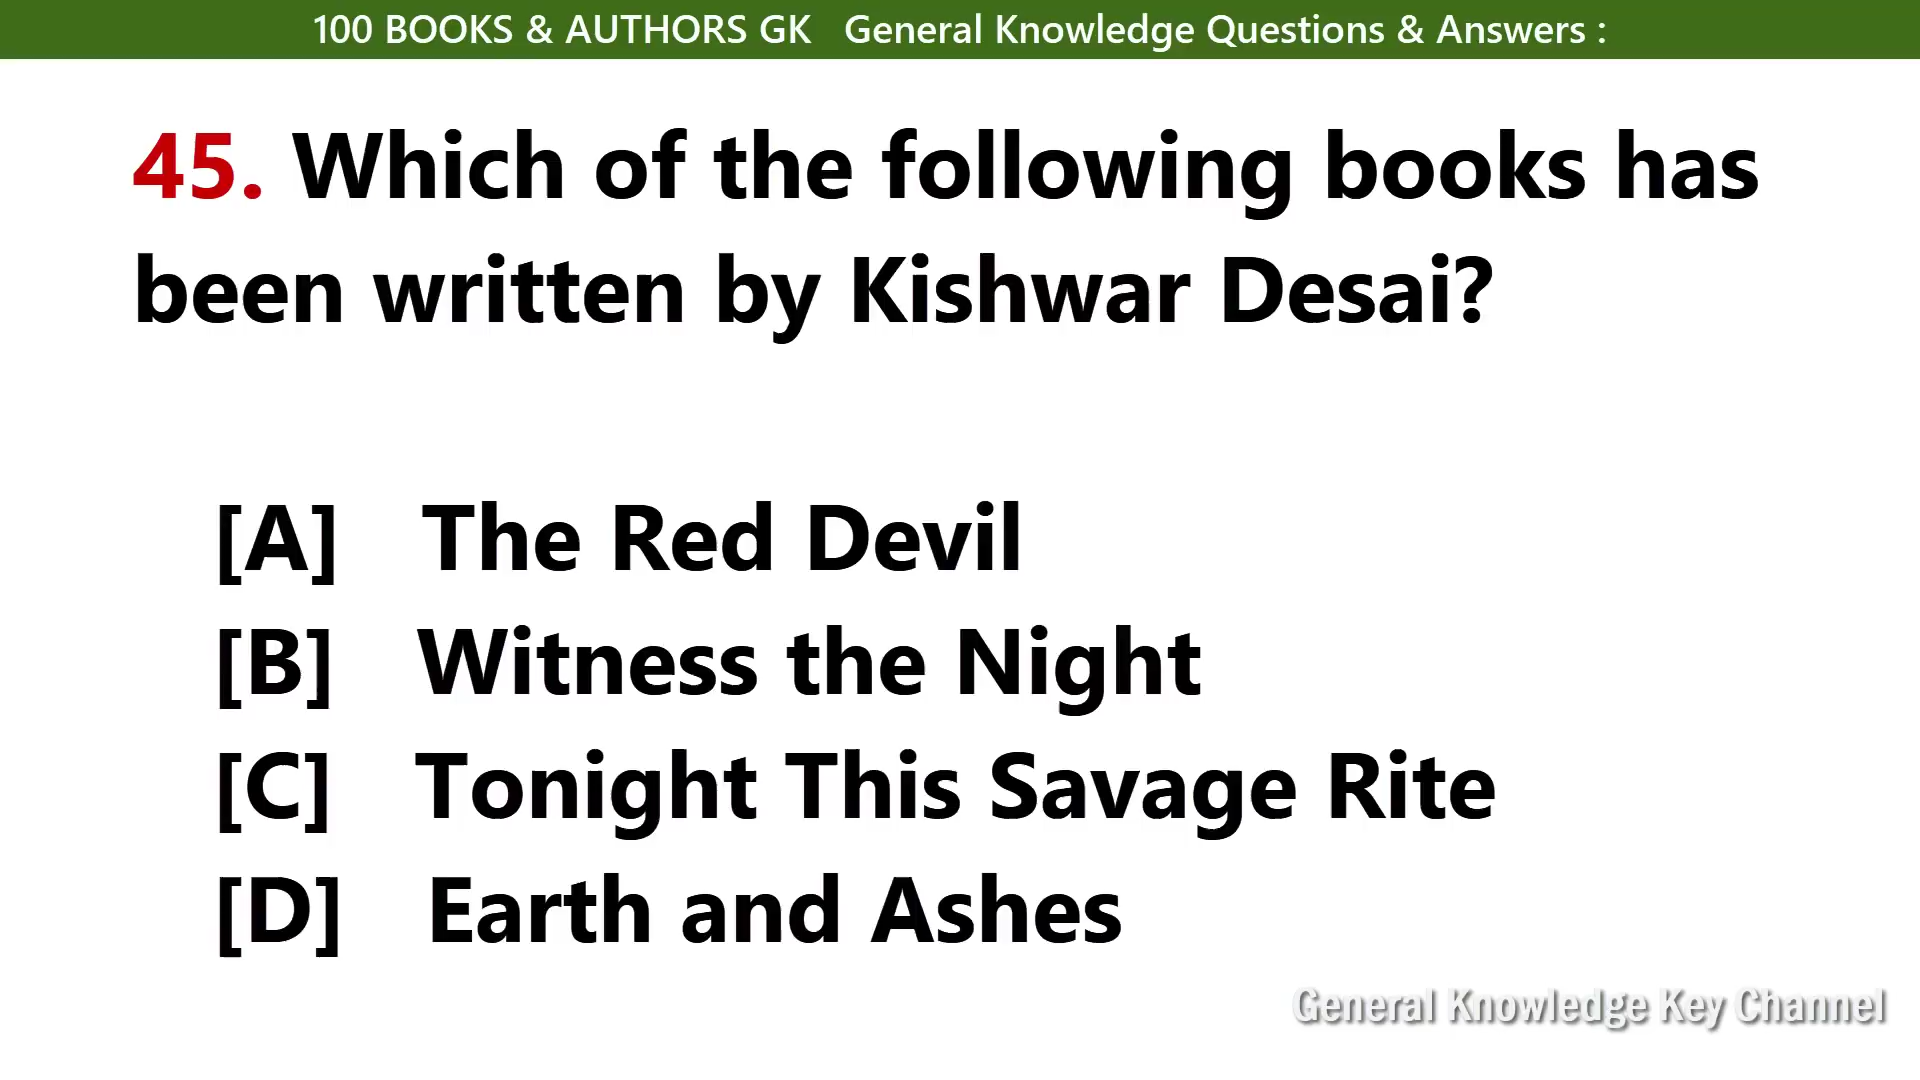 100 BOOKS & AUTHORS GK General Knowledge Questions & Answers :
45. Which of the following books has
been written by Kishwar Desai?
[A] The Red Devil
[B] Witness the Night
[C] Tonight This Savage Rite
[D] Earth and Ashes
General Knowledge Key Channel